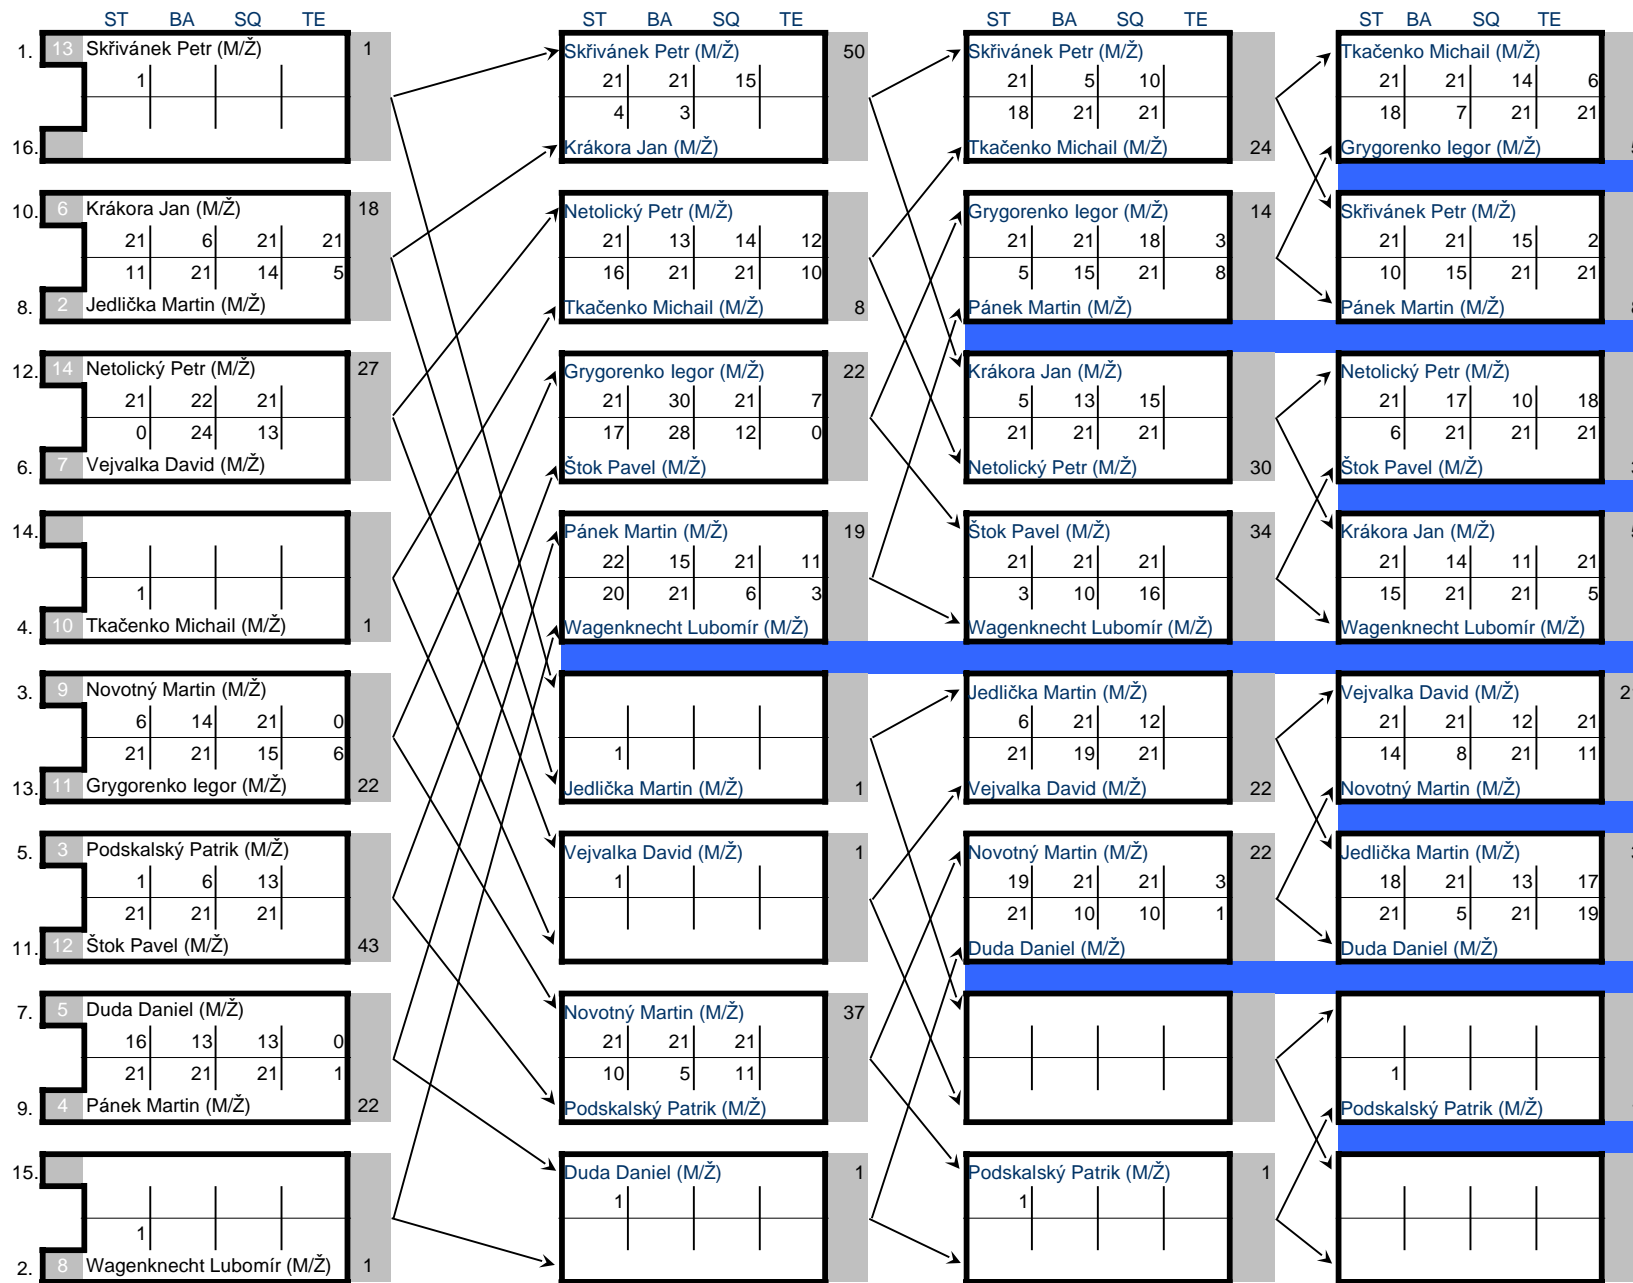 ST BA SQ TE ST BA SQ TE ST BA SQ TE ST BA SQ TE
1. 13 Skřivánek Petr (M/Ž) 1
1
16.
10. 6 Krákora Jan (M/Ž) 18
21 6 21 21
11 21 14 5
8. 2 Jedlička Martin (M/Ž)
12. 14 Netolický Petr (M/Ž) 27
21 22 21
0 24 13
6. 7 Vejvalka David (M/Ž)
14.
1
4. 10 Tkačenko Michail (M/Ž) 1
3. 9 Novotný Martin (M/Ž)
6 14 21 0
21 21 15 6
13. 11 Grygorenko Iegor (M/Ž) 22
5. 3 Podskalský Patrik (M/Ž)
1 6 13
21 21 21
11. 12 Štok Pavel (M/Ž) 43
7. 5 Duda Daniel (M/Ž)
16 13 13 0
21 21 21 1
9. 4 Pánek Martin (M/Ž) 22
15.
1
2. 8 Wagenknecht Lubomír (M/Ž) 1
Skřivánek Petr (M/Ž) 50
21 21 15
4 3
Krákora Jan (M/Ž)
Netolický Petr (M/Ž)
21 13 14 12
16 21 21 10
Tkačenko Michail (M/Ž) 8
Grygorenko Iegor (M/Ž) 22
21 30 21 7
17 28 12 0
Štok Pavel (M/Ž)
Pánek Martin (M/Ž) 19
22 15 21 11
20 21 6 3
Wagenknecht Lubomír (M/Ž)
1
Jedlička Martin (M/Ž) 1
Vejvalka David (M/Ž) 1
1
Novotný Martin (M/Ž) 37
21 21 21
10 5 11
Podskalský Patrik (M/Ž)
Duda Daniel (M/Ž) 1
1
Skřivánek Petr (M/Ž)
21 5 10
18 21 21
Tkačenko Michail (M/Ž) 24
Grygorenko Iegor (M/Ž) 14
21 21 18 3
5 15 21 8
Pánek Martin (M/Ž)
Krákora Jan (M/Ž)
5 13 15
21 21 21
Netolický Petr (M/Ž) 30
Štok Pavel (M/Ž) 34
21 21 21
3 10 16
Wagenknecht Lubomír (M/Ž)
Jedlička Martin (M/Ž)
6 21 12
21 19 21
Vejvalka David (M/Ž) 22
Novotný Martin (M/Ž) 22
19 21 21 3
21 10 10 1
Duda Daniel (M/Ž)
Podskalský Patrik (M/Ž) 1
1
Tkačenko Michail (M/Ž)
21 21 14 6
18 7 21 21
Grygorenko Iegor (M/Ž)
Skřivánek Petr (M/Ž)
21 21 15 2
10 15 21 21
Pánek Martin (M/Ž)
Netolický Petr (M/Ž)
21 17 10 18
6 21 21 21
Štok Pavel (M/Ž)
Krákora Jan (M/Ž)
21 14 11 21
15 21 21 5
Wagenknecht Lubomír (M/Ž)
Vejvalka David (M/Ž) 2
21 21 12 21
14 8 21 11
Novotný Martin (M/Ž)
Jedlička Martin (M/Ž)
18 21 13 17
21 5 21 19
Duda Daniel (M/Ž)
1
Podskalský Patrik (M/Ž)